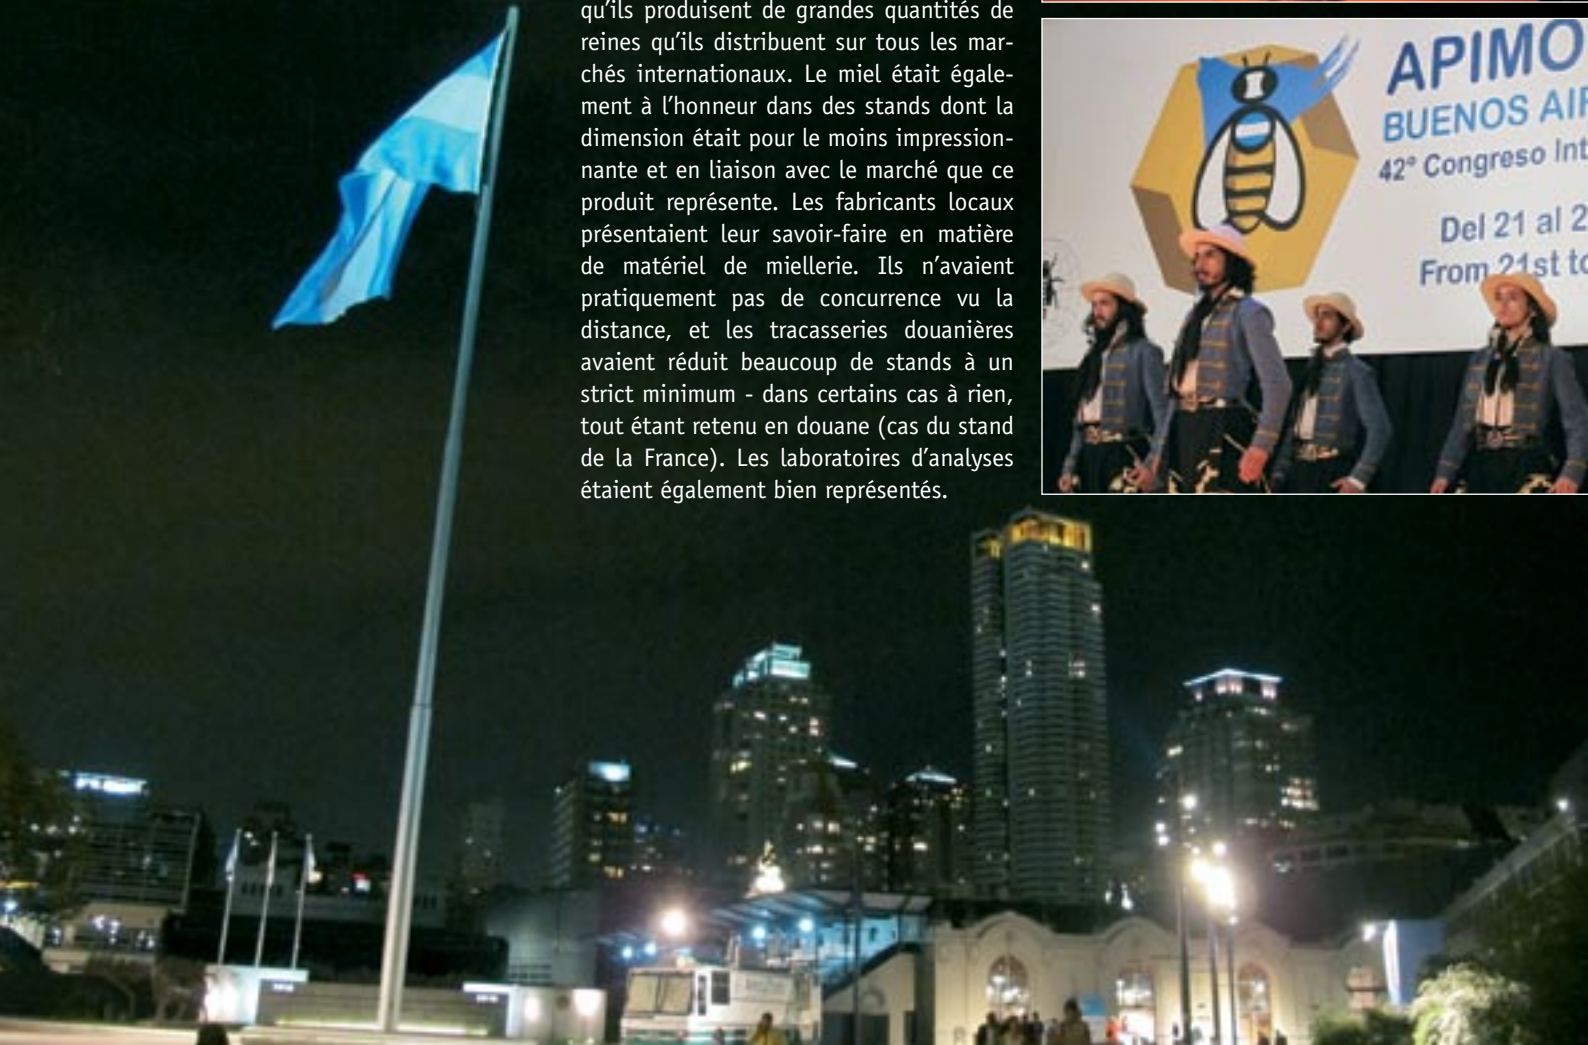 qu'ils produisent de grandes quantités de
reines qu'ils distribuent sur tous les mar-
chés internationaux. Le miel était égale-
ment à l'honneur dans des stands dont la
dimension était pour le moins impression-
nante et en liaison avec le marché que ce
produit représente. Les fabricants locaux
présentaient leur savoir-faire en matière
de matériel de miellerie. Ils n'avaient
pratiquement pas de concurrence vu la
distance, et les tracasseries douanières
avaient réduit beaucoup de stands à un
strict minimum - dans certains cas à rien,
tout étant retenu en douane (cas du stand
de la France). Les laboratoires d'analyses
étaient également bien représentés.
APIMO
BUENOS AI
42° Congreso Int
Del 21 al 2
From 21st to